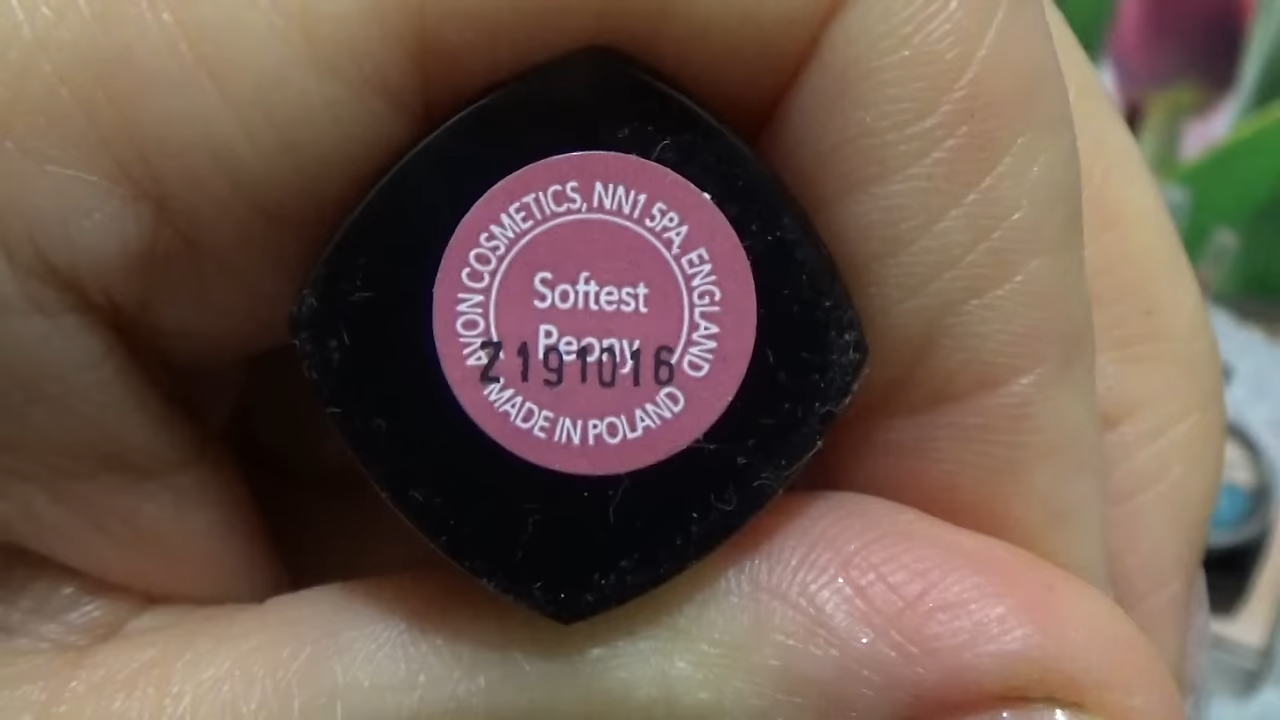 AVON COSMETICS, NN1 5PA, ENGLAND
Softest
Peony
Z191016
MADE IN POLAND